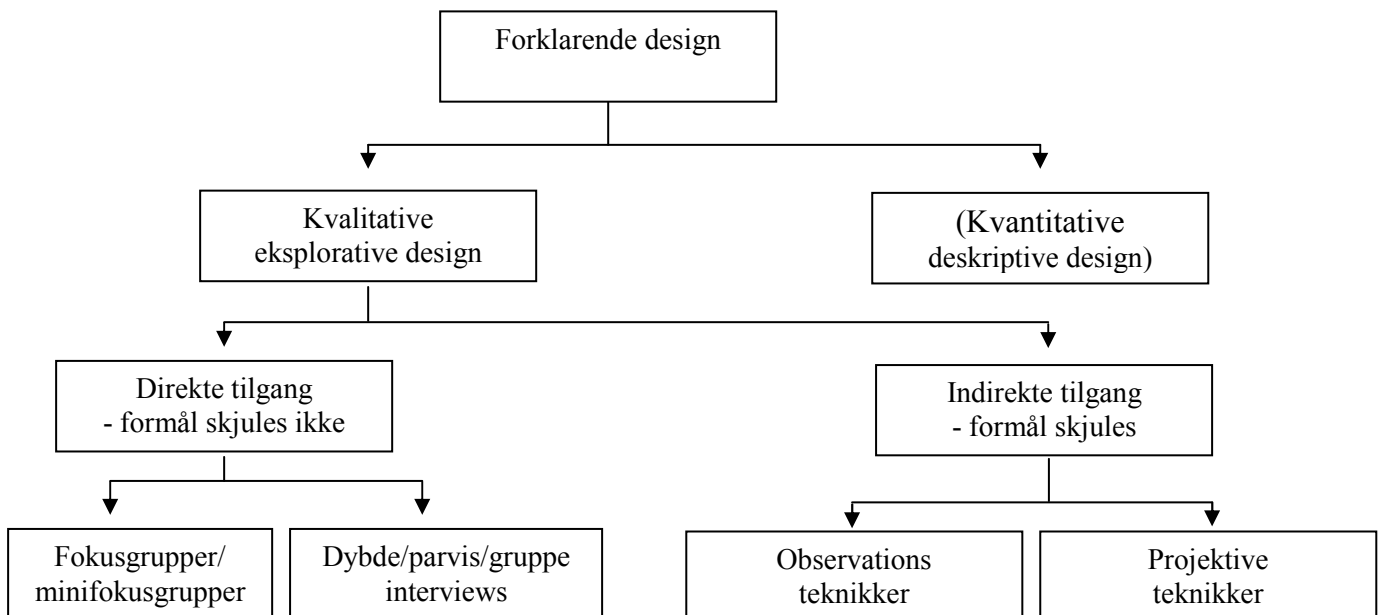 Forklarende design
Kvalitative
eksplorative design
(Kvantitative
deskriptive design)
Direkte tilgang
- formål skjules ikke
Indirekte tilgang
- formål skjules
Fokusgrupper/
minifokusgrupper
Dybde/parvis/gruppe
interviews
Observations
teknikker
Projektive
teknikker